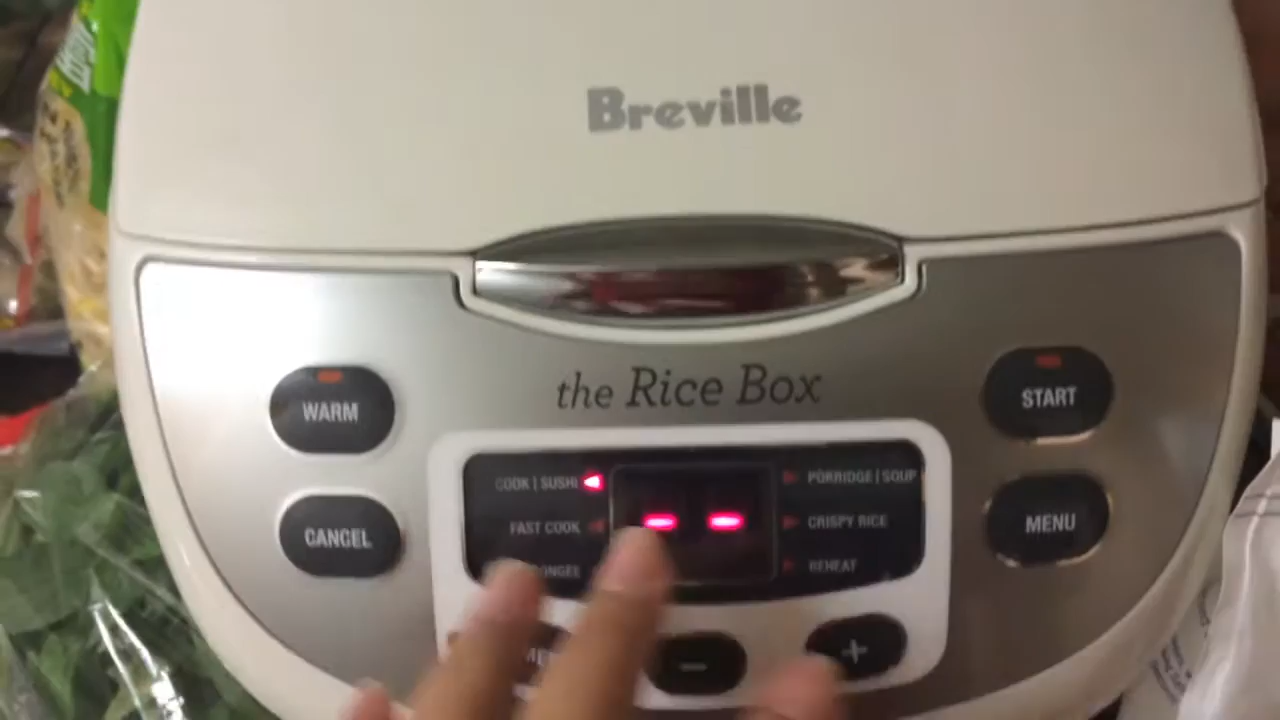 Breville
the Rice Box
WARM
START
COOK | SUSHI
PORRIDGE | SOUP
FAST COOK
CRISPY RICE
CANCEL
MENU
REHEAT
-
+